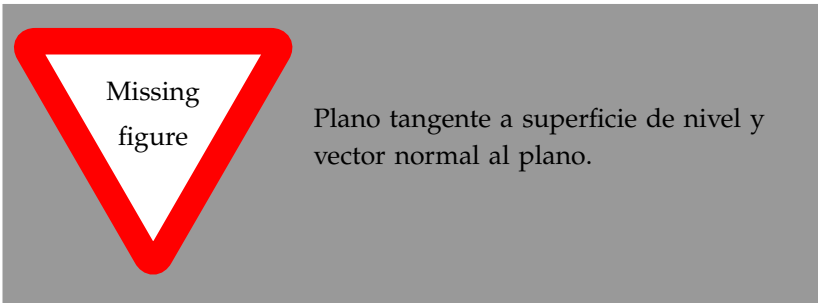 Missing
figure
Plano tangente a superficie de nivel y
vector normal al plano.